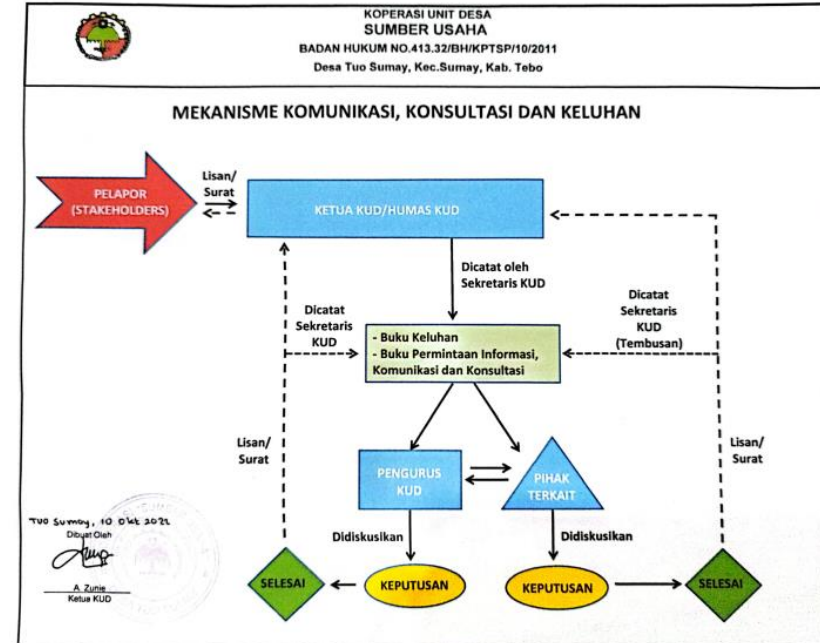 KOPERASI UNIT DESA
SUMBER USAHA
BADAN HUKUM NO.413.32/BH/KPTSP/10/2011
Desa Tuo Sumay, Kec.Sumay, Kab. Tebo
MEKANISME KOMUNIKASI, KONSULTASI DAN KELUHAN
PELAPOR
(STAKEHOLDERS)
Lisan/
Surat
KETUA KUD/HUMAS KUD
Dicatat oleh
Sekretaris KUD
Dicatat
Sekretaris
KUD
Dicatat
Sekretaris
KUD
(Tembusan)
- Buku Keluhan
- Buku Permintaan Informasi,
Komunikasi dan Konsultasi
Lisan/
Surat
Lisan/
Surat
PENGURUS
KUD
PIHAK
TERKAIT
Didiskusikan
Didiskusikan
SELESAI
KEPUTUSAN
KEPUTUSAN
SELESAI
Tuo Sumay, 10 Okt 2022
Dibuat Oleh
A. Zunie
Ketua KUD